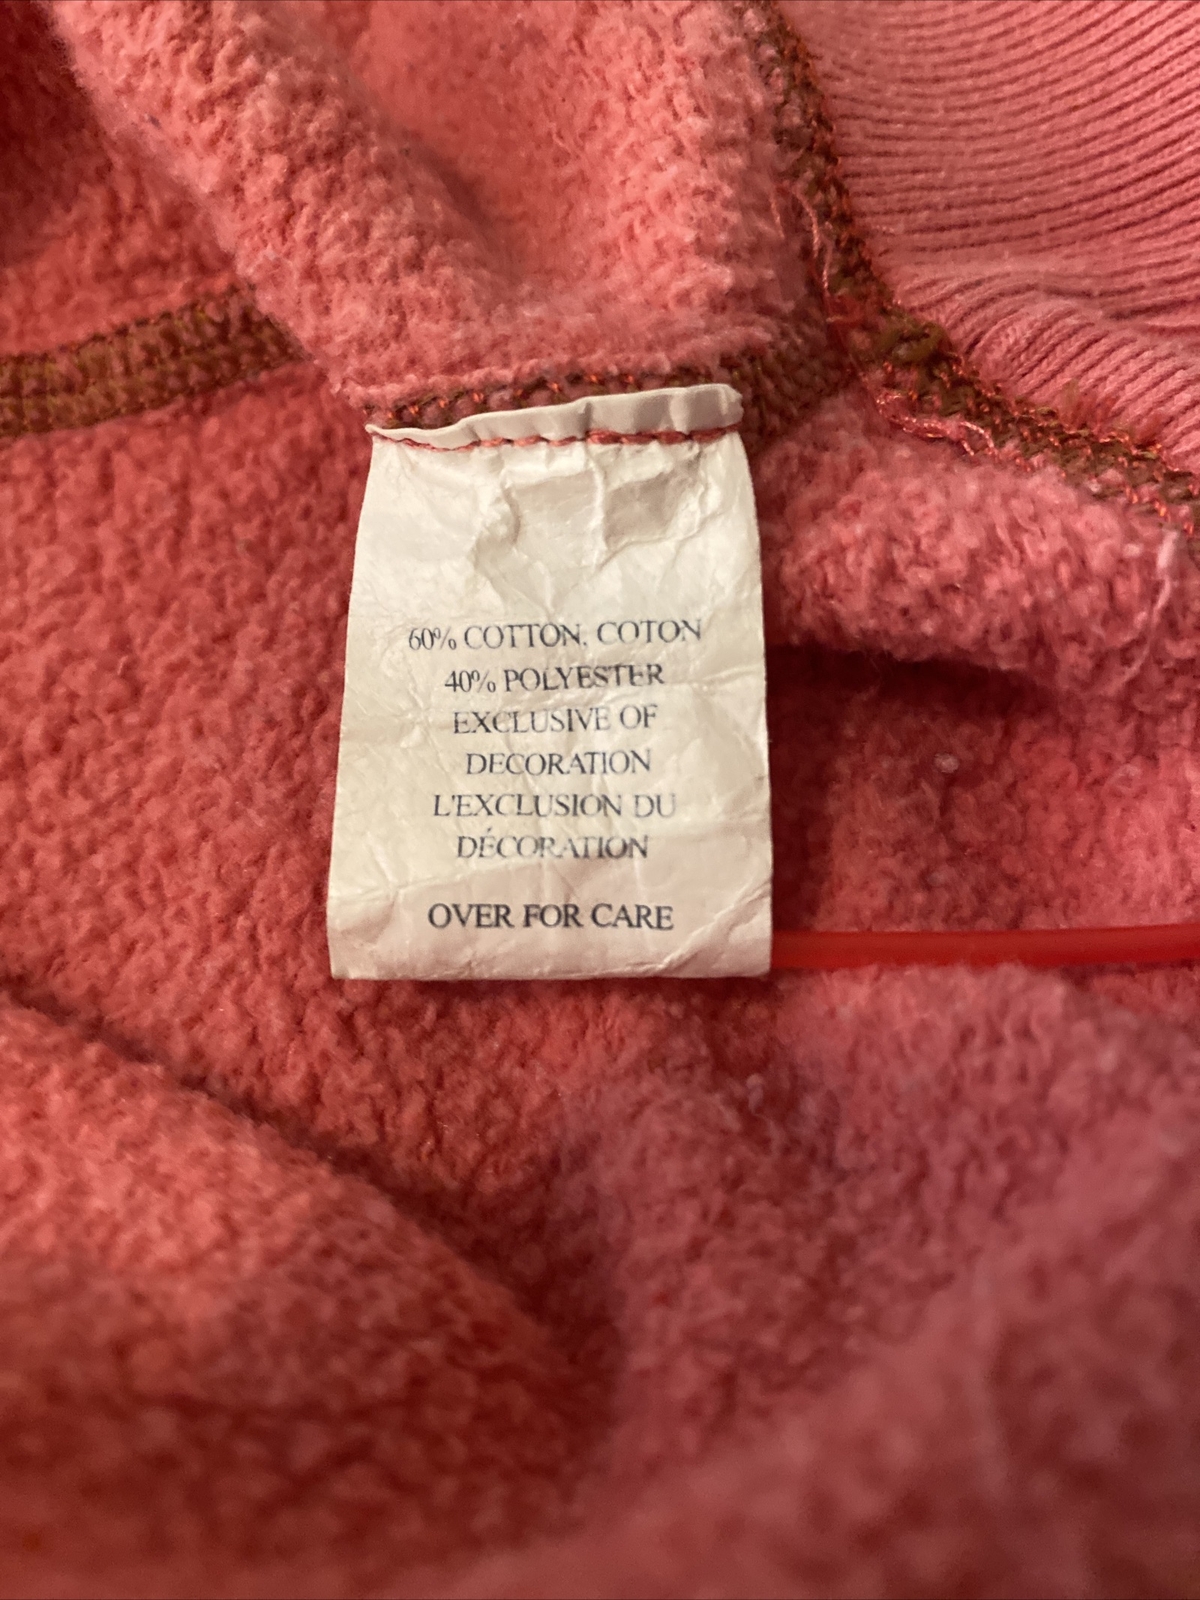 60% COTTON, COTON
40% POLYESTER
EXCLUSIVE OF
DECORATION
L'EXCLUSION DU
DÉCORATION
OVER FOR CARE